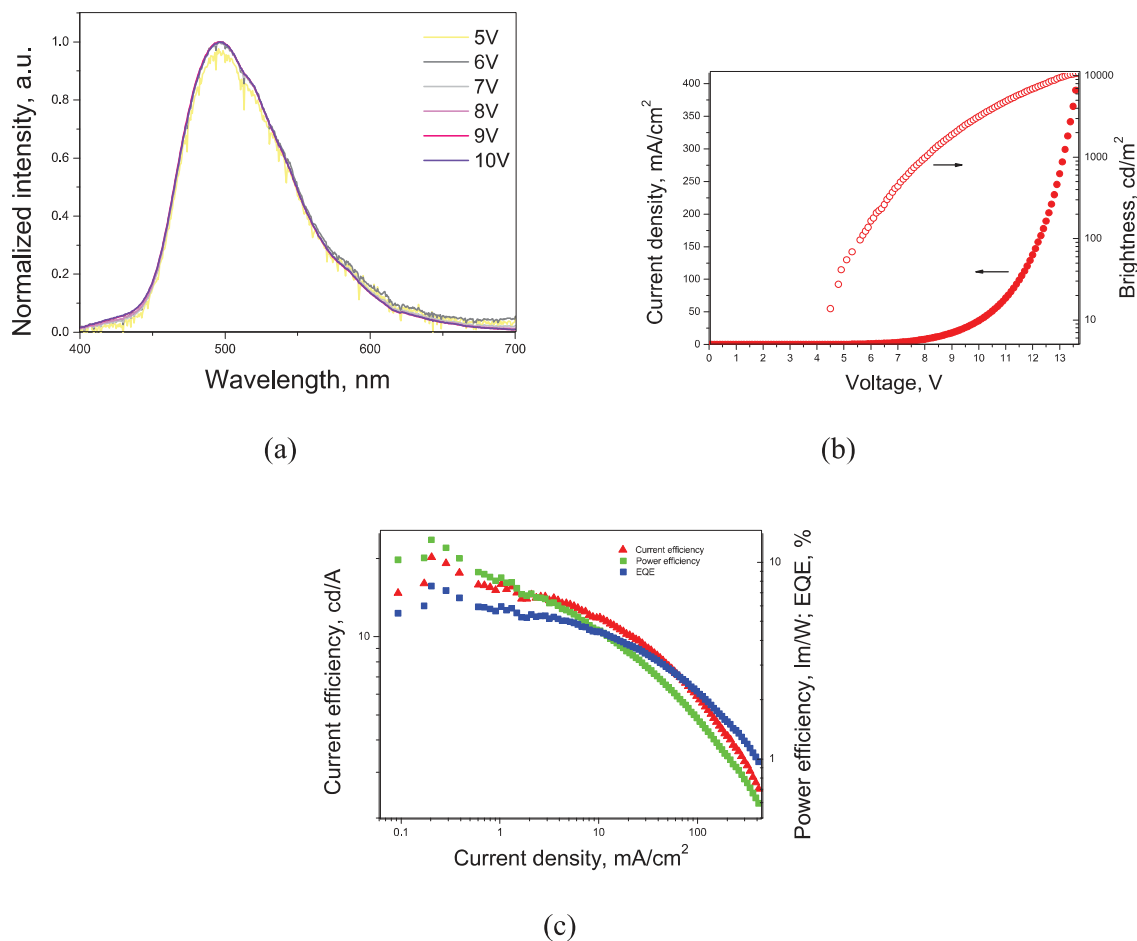 Normalized intensity, a.u.
1.0
0.8
0.6
0.4
0.2
0.0
400
500
600
700
Wavelength, nm
5V
6V
7V
8V
9V
10V
(a)
Current density, mA/cm²
400
350
300
250
200
150
100
50
0
0 1 2 3 4 5 6 7 8 9 10 11 12 13
Voltage, V
10000
1000
100
10
Brightness, cd/m²
(b)
Current efficiency, cd/A
10
0.1 1 10 100
Current density, mA/cm²
Current efficiency
Power efficiency
EQE
10
1
Power efficiency, lm/W; EQE, %
(c)